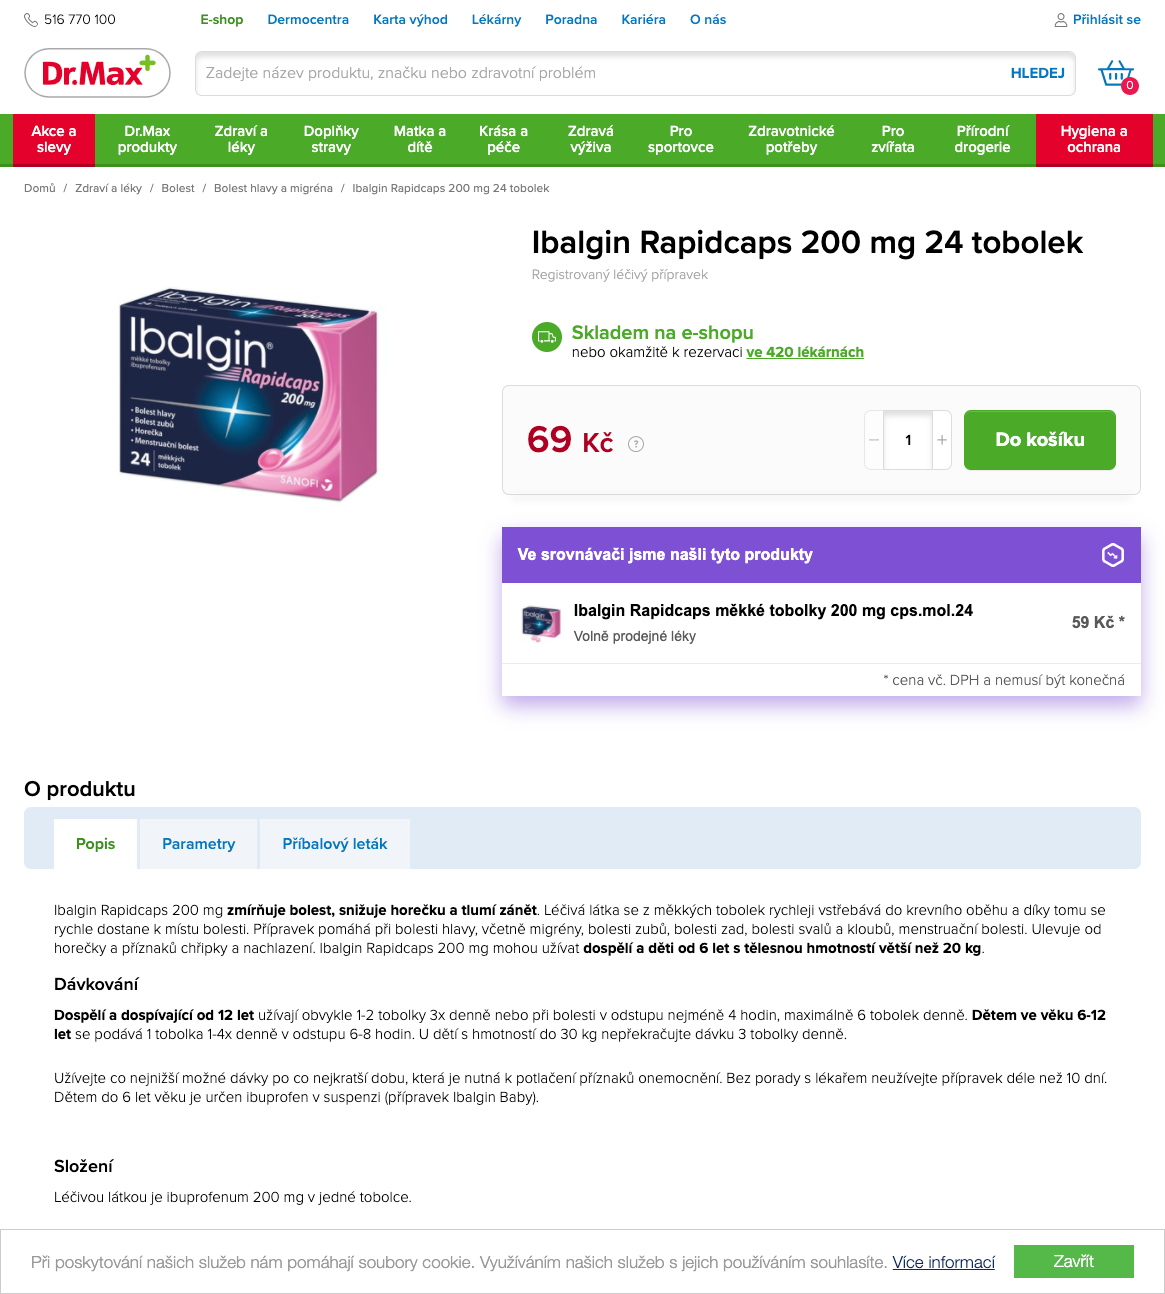 516 770 100
E-shop Dermocentra Karta výhod Lékárny Poradna Kariéra O nás
Přihlásit se
Dr.Max+
Zadejte název produktu, značku nebo zdravotní problém
HLEDEJ
0
Akce a slevy
Dr.Max produkty
Zdraví a léky
Doplňky stravy
Matka a dítě
Krása a péče
Zdravá výživa
Pro sportovce
Zdravotnické potřeby
Pro zvířata
Přírodní drogerie
Hygiena a ochrana
Domů / Zdraví a léky / Bolest / Bolest hlavy a migréna / Ibalgin Rapidcaps 200 mg 24 tobolek
Ibalgin Rapidcaps 200 mg 24 tobolek
Registrovaný léčivý přípravek
Ibalgin Rapidcaps
Ibalgin®
měkké tobolky
ibuprofenum
Rapidcaps
200 mg
• Bolest hlavy
• Bolest zubů
• Horečka
• Menstruační bolest
24 měkkých
tobolek
SANOFI
Skladem na e-shopu
nebo okamžitě k rezervaci ve 420 lékárnách
69 Kč ?
− 1 +
Do košíku
Ve srovnávači jsme našli tyto produkty
Ibalgin Rapidcaps měkké tobolky 200 mg cps.mol.24
Volně prodejné léky
59 Kč *
* cena vč. DPH a nemusí být konečná
O produktu
Popis Parametry Příbalový leták
Ibalgin Rapidcaps 200 mg zmírňuje bolest, snižuje horečku a tlumí zánět. Léčivá látka se z měkkých tobolek rychleji vstřebává do krevního oběhu a díky tomu se
rychle dostane k místu bolesti. Přípravek pomáhá při bolesti hlavy, včetně migrény, bolesti zubů, bolesti zad, bolesti svalů a kloubů, menstruační bolesti. Ulevuje od
horečky a příznaků chřipky a nachlazení. Ibalgin Rapidcaps 200 mg mohou užívat dospělí a děti od 6 let s tělesnou hmotností větší než 20 kg.
Dávkování
Dospělí a dospívající od 12 let užívají obvykle 1-2 tobolky 3x denně nebo při bolesti v odstupu nejméně 4 hodin, maximálně 6 tobolek denně. Dětem ve věku 6-12
let se podává 1 tobolka 1-4x denně v odstupu 6-8 hodin. U dětí s hmotností do 30 kg nepřekračujte dávku 3 tobolky denně.
Užívejte co nejnižší možné dávky po co nejkratší dobu, která je nutná k potlačení příznaků onemocnění. Bez porady s lékařem neužívejte přípravek déle než 10 dní.
Dětem do 6 let věku je určen ibuprofen v suspenzi (přípravek Ibalgin Baby).
Složení
Léčivou látkou je ibuprofenum 200 mg v jedné tobolce.
Při poskytování našich služeb nám pomáhají soubory cookie. Využíváním našich služeb s jejich používáním souhlasíte. Více informací
Zavřít